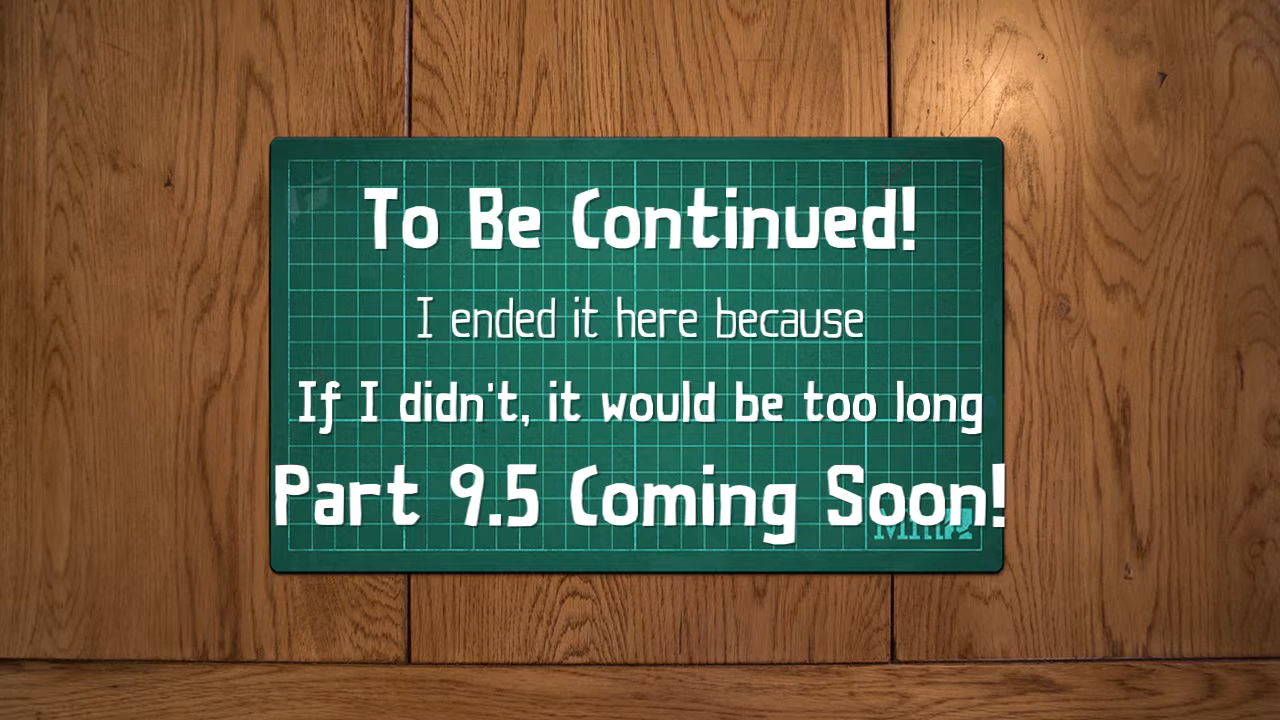 To Be Continued!
I ended it here because
If I didn't, it would be too long
Part 9.5 Coming Soon!